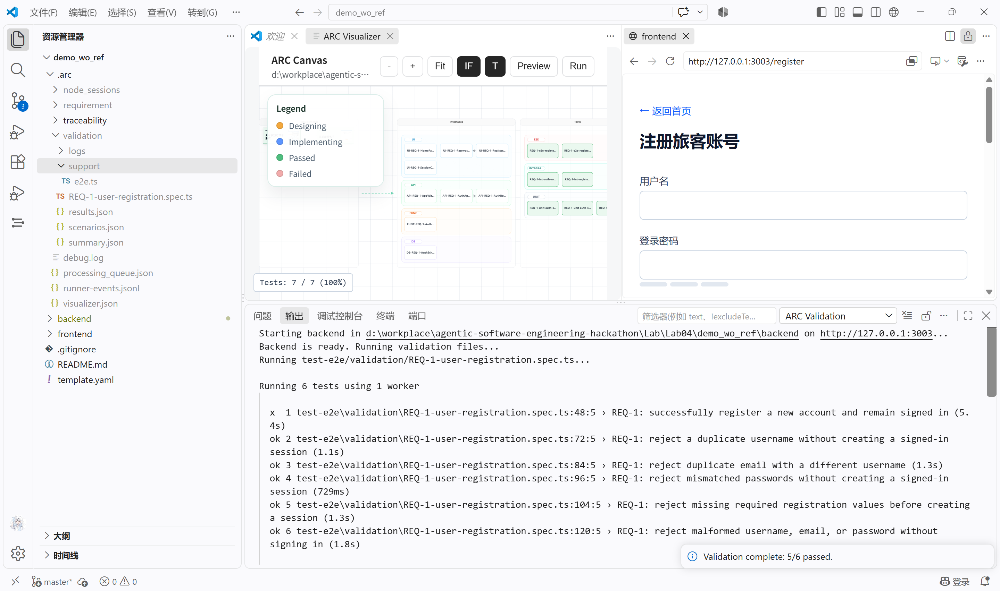 文件(F) 编辑(E) 选择(S) 查看(V) 转到(G) ···
demo_wo_ref
资源管理器
demo_wo_ref
.arc
node_sessions
requirement
traceability
validation
logs
support
TS e2e.ts
TS REQ-1-user-registration.spec.ts
{} results.json
{} scenarios.json
{} summary.json
debug.log
{} processing_queue.json
{} runner-events.jsonl
{} visualizer.json
backend
frontend
.gitignore
README.md
! template.yaml
大纲
时间线
3
欢迎
ARC Visualizer
ARC Canvas
d:\workplace\agentic-s···
-
+
Fit
IF
T
Preview
Run
Legend
Designing
Implementing
Passed
Failed
Interfaces
UI
UI-REQ-1-HomePa...
UI-REQ-1-Passwor...
UI-REQ-1-Register...
UI-REQ-1-SessionC...
API
API-REQ-1-AppWir...
API-REQ-1-AuthAp...
API-REQ-1-AuthRo...
FUNC
FUNC-REQ-1-Auth...
DB
DB-REQ-1-AuthSch...
Tests
E2E
REQ-1-e2e-registe...
REQ-1-e2e-registe...
INTEGRA...
REQ-1-int-auth-ro...
REQ-1-int-registe...
UNIT
REQ-1-unit-auth-s...
REQ-1-unit-auth-s...
REQ-1
Tests: 7 / 7 (100%)
frontend
http://127.0.0.1:3003/register
← 返回首页
注册旅客账号
用户名
登录密码
问题 输出 调试控制台 终端 端口
筛选器(例如 text、!excludeTe...
ARC Validation
Starting backend in d:\workplace\agentic-software-engineering-hackathon\Lab\Lab04\demo_wo_ref\backend on http://127.0.0.1:3003...
Backend is ready. Running validation files...
Running test-e2e/validation/REQ-1-user-registration.spec.ts...
Running 6 tests using 1 worker
x  1 test-e2e\validation\REQ-1-user-registration.spec.ts:48:5 › REQ-1: successfully register a new account and remain signed in (5.
4s)
ok 2 test-e2e\validation\REQ-1-user-registration.spec.ts:72:5 › REQ-1: reject a duplicate username without creating a signed-in
session (1.1s)
ok 3 test-e2e\validation\REQ-1-user-registration.spec.ts:84:5 › REQ-1: reject duplicate email with a different username (1.3s)
ok 4 test-e2e\validation\REQ-1-user-registration.spec.ts:96:5 › REQ-1: reject mismatched passwords without creating a signed-in
session (729ms)
ok 5 test-e2e\validation\REQ-1-user-registration.spec.ts:104:5 › REQ-1: reject missing required registration values before creating
a session (1.3s)
ok 6 test-e2e\validation\REQ-1-user-registration.spec.ts:120:5 › REQ-1: reject malformed username, email, or password without
signing in (1.8s)
Validation complete: 5/6 passed.
master*
0
0
登录